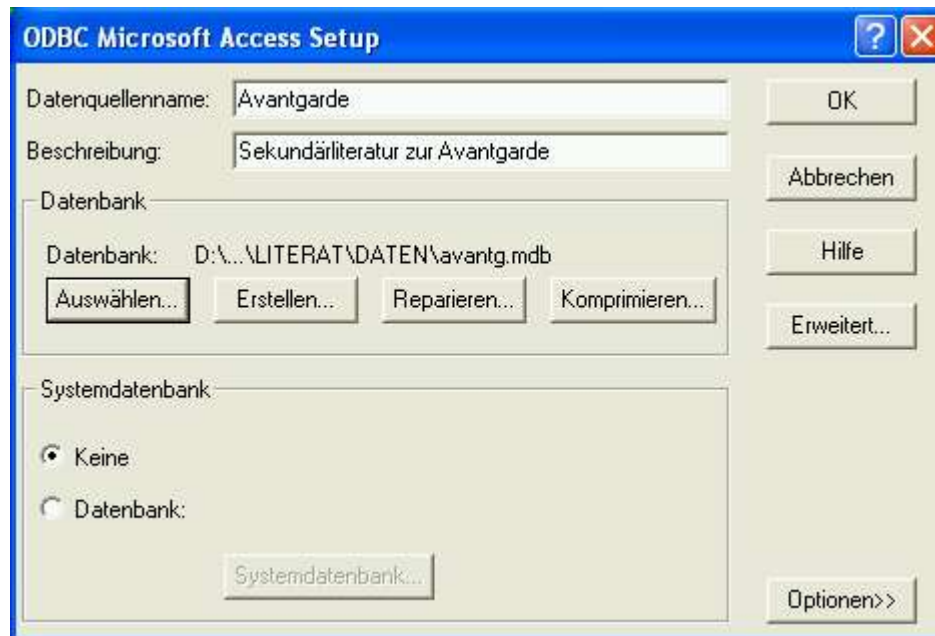 ODBC Microsoft Access Setup
Datenquellenname: Avantgarde
OK
Beschreibung: Sekundärliteratur zur Avantgarde
Abbrechen
Datenbank
Datenbank: D:\...\LITERAT\DATEN\avantg.mdb
Hilfe
Auswählen... Erstellen... Reparieren... Komprimieren...
Erweitert...
Systemdatenbank
Keine
Datenbank:
Systemdatenbank...
Optionen>>